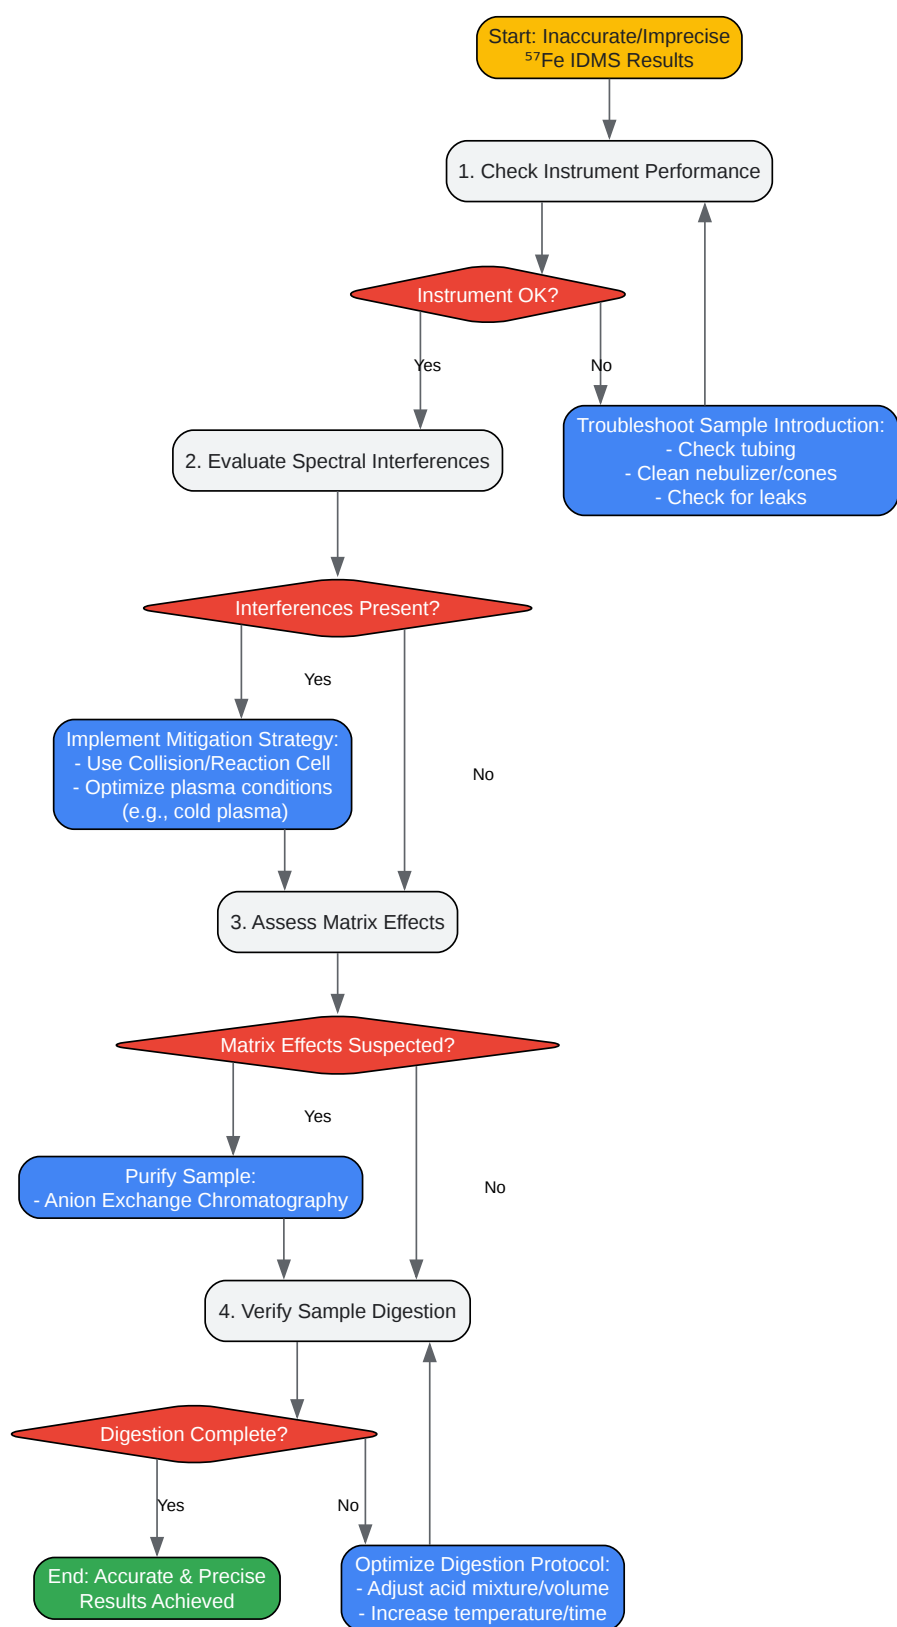 Start: Inaccurate/Imprecise
⁵⁷Fe IDMS Results
1. Check Instrument Performance
Instrument OK?
Yes
No
Troubleshoot Sample Introduction:
- Check tubing
- Clean nebulizer/cones
- Check for leaks
2. Evaluate Spectral Interferences
Interferences Present?
Yes
Implement Mitigation Strategy:
- Use Collision/Reaction Cell
- Optimize plasma conditions
(e.g., cold plasma)
No
3. Assess Matrix Effects
Matrix Effects Suspected?
Yes
Purify Sample:
- Anion Exchange Chromatography
No
4. Verify Sample Digestion
Digestion Complete?
Yes
No
End: Accurate & Precise
Results Achieved
Optimize Digestion Protocol:
- Adjust acid mixture/volume
- Increase temperature/time